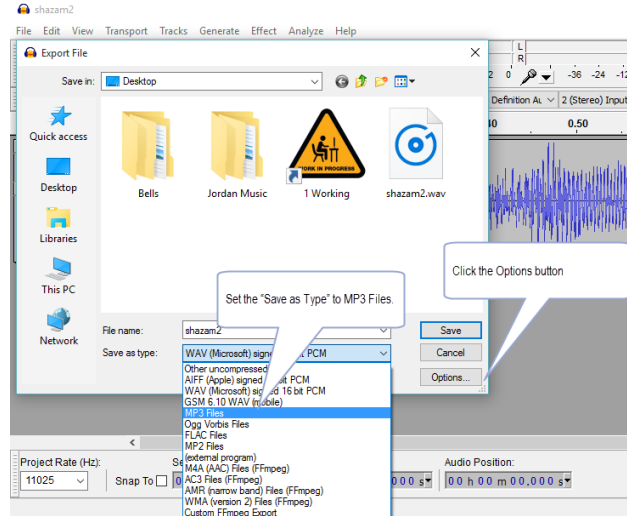 shazam2
File Edit View Transport Tracks Generate Effect Analyze Help
Export File
L
R
Save in: Desktop
2 0 -36 -24 -12
Definition Au 2 (Stereo) Input
0.50
Quick access
Desktop
Libraries
This PC
Network
WORK IN PROGRESS
Bells Jordan Music 1 Working shazam2.wav
Click the Options button
Set the "Save as Type" to MP3 Files.
File name: shazam2 Save
Save as type: WAV (Microsoft) signed PCM Cancel
Options...
Other uncompressed
AIFF (Apple) signed bit PCM
WAV (Microsoft) signed 16 bit PCM
GSM 6.10 WAV (mobile)
MP3 Files
Ogg Vorbis Files
FLAC Files
MP2 Files
(external program)
M4A (AAC) Files (FFmpeg)
AC3 Files (FFmpeg)
AMR (narrow band) Files (FFmpeg)
WMA (version 2) Files (FFmpeg)
Custom FFmpeg Export
Project Rate (Hz): Audio Position:
11025 Snap To 000 s 00 h 00 m 00.000 s